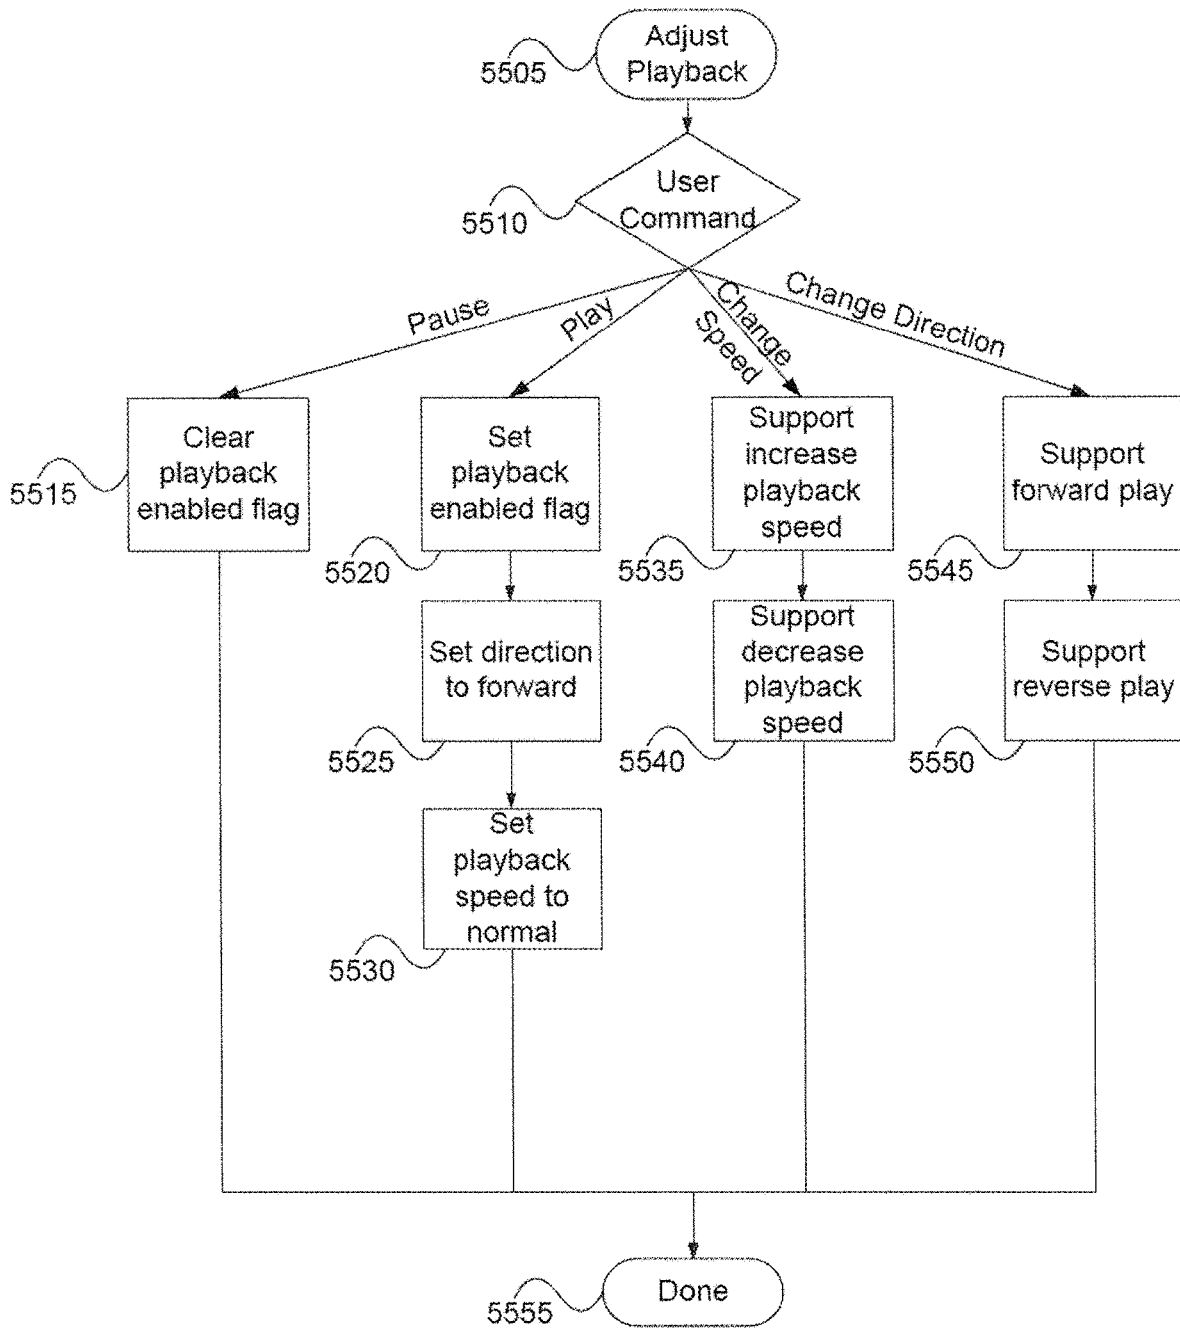 Adjust
Playback
5505
User
Command
5510
Pause
Play
Change
Speed
Change Direction
Clear
playback
enabled flag
5515
Set
playback
enabled flag
5520
Support
increase
playback
speed
5535
Support
forward play
5545
Set direction
to forward
5525
Support
decrease
playback
speed
5540
Support
reverse play
5550
Set
playback
speed to
normal
5530
Done
5555